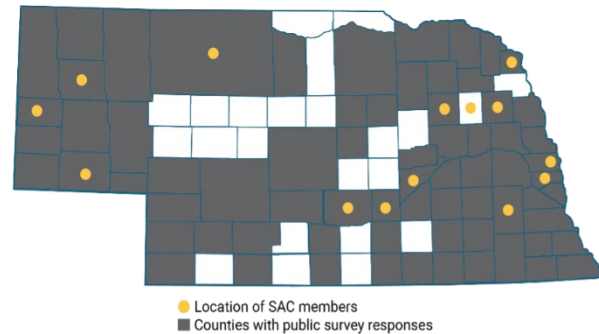 Location of SAC members
Counties with public survey responses